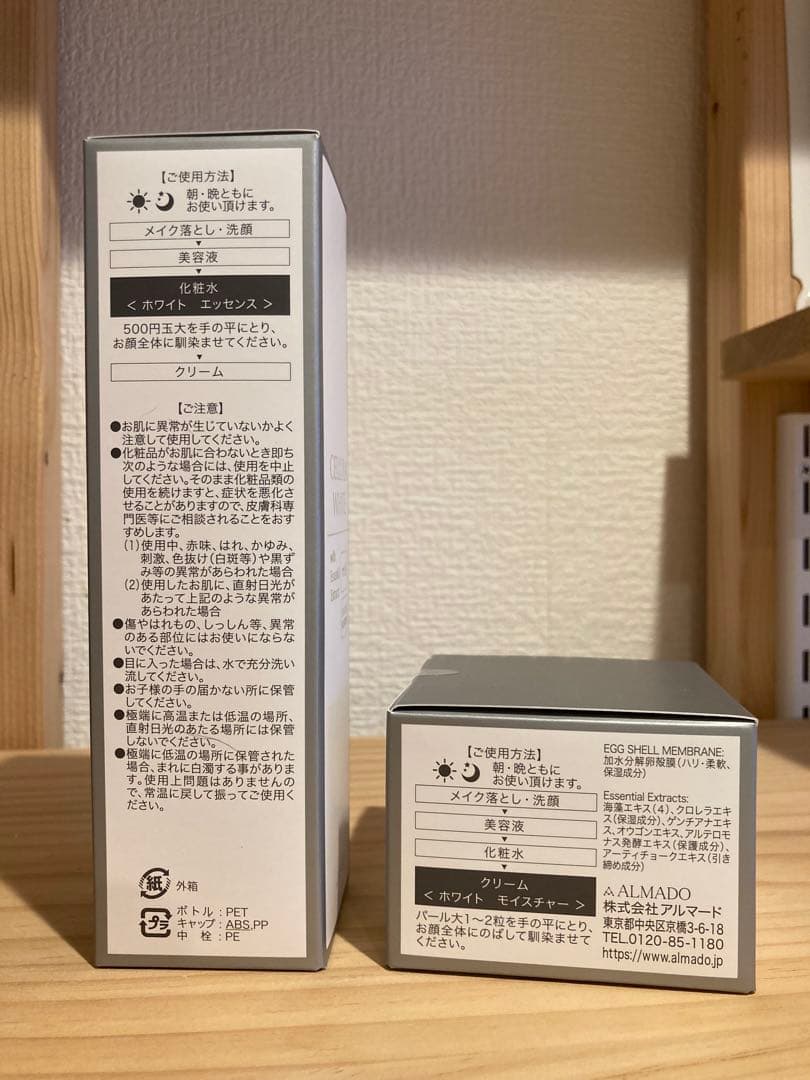 【ご使用方法】
朝・晩ともに
お使い頂けます。
メイク落とし・洗顔
美容液
化粧水
< ホワイト エッセンス >
500円玉大を手の平にとり、
お顔全体に馴染ませてください。
クリーム
【ご注意】
●お肌に異常が生じていないかよく
注意して使用してください。
●化粧品がお肌に合わないとき即ち
次のような場合には、使用を中止
してください。そのまま化粧品類の
使用を続けますと、症状を悪化さ
せることがありますので、皮膚科専
門医等にご相談されることをおす
すめします。
(1)使用中、赤味、はれ、かゆみ、
刺激、色抜け(白斑等)や黒ず
み等の異常があらわれた場合
(2)使用したお肌に、直射日光が
あたって上記のような異常が
あらわれた場合
●傷やはれもの、しっしん等、異常
のある部位にはお使いにならな
いでください。
●目に入った場合は、水で充分洗い
流してください。
●お子様の手の届かない所に保管
してください。
●極端に高温または低温の場所、
直射日光のあたる場所には保管
しないでください。
●極端に低温の場所に保管された
場合、まれに白濁する事がありま
す。使用上問題はありませんの
で、常温に戻して振ってご使用く
ださい。
紙 外箱
プラ
ボトル:PET
キャップ:ABS,PP
中 栓:PE
WHITE
【ご使用方法】
朝・晩ともに
お使い頂けます。
メイク落とし・洗顔
美容液
化粧水
クリーム
< ホワイト モイスチャー >
パール大1〜2粒を手の平にとり、
お顔全体にのばして馴染ませて
ください。
EGG SHELL MEMBRANE:
加水分解卵殻膜(ハリ・柔軟、
保湿成分)
Essential Extracts:
海藻エキス(4)、クロレラエキ
ス(保湿成分)、ゲンチアナエキ
ス、オウゴンエキス、アルテロモ
ナス発酵エキス(保護成分)、
アーティチョークエキス(引き
締め成分)
ALMADO
株式会社アルマード
東京都中央区京橋3-6-18
TEL.0120-85-1180
https://www.almado.jp